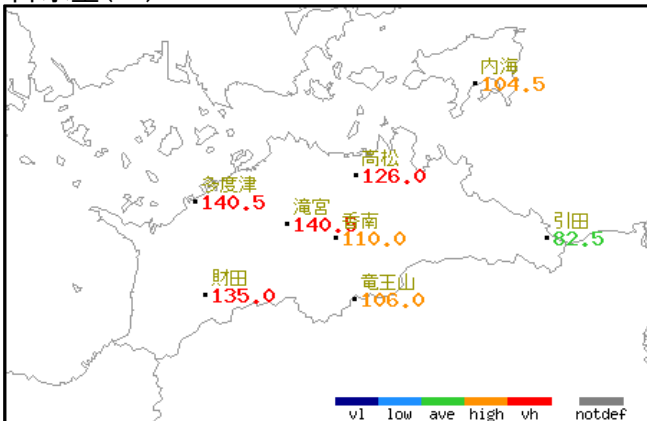 内海
104.5
高松
126.0
多度津
140.5
滝宮
140.5
香南
110.0
引田
82.5
財田
135.0
竜王山
106.0
vl low ave high vh notdef